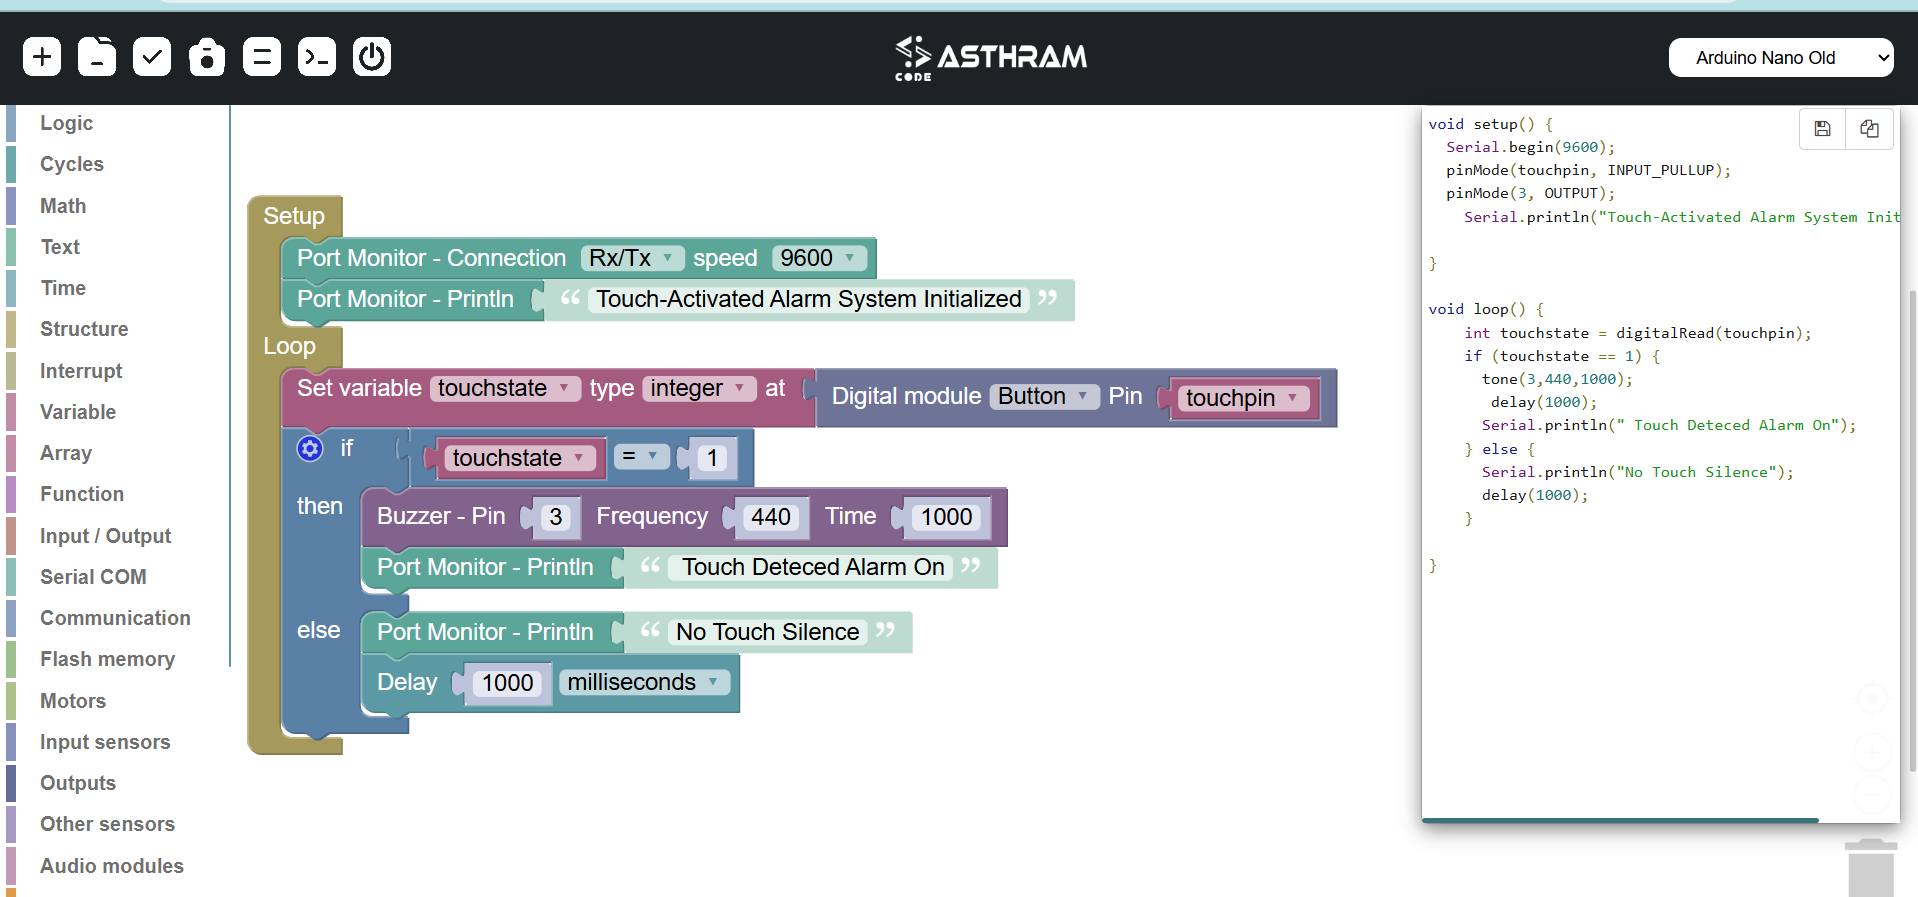 CODE
ASTHRAM
Arduino Nano Old
Logic
Cycles
Math
Text
Time
Structure
Interrupt
Variable
Array
Function
Input / Output
Serial COM
Communication
Flash memory
Motors
Input sensors
Outputs
Other sensors
Audio modules
Setup
Port Monitor - Connection Rx/Tx speed 9600
Port Monitor - Println “ Touch-Activated Alarm System Initialized ”
Loop
Set variable touchstate type integer at Digital module Button Pin touchpin
if touchstate = 1
then Buzzer - Pin 3 Frequency 440 Time 1000
Port Monitor - Println “ Touch Deteced Alarm On ”
else Port Monitor - Println “ No Touch Silence ”
Delay 1000 milliseconds
void setup() {
Serial.begin(9600);
pinMode(touchpin, INPUT_PULLUP);
pinMode(3, OUTPUT);
Serial.println("Touch-Activated Alarm System Init
}
void loop() {
int touchstate = digitalRead(touchpin);
if (touchstate == 1) {
tone(3,440,1000);
delay(1000);
Serial.println(" Touch Deteced Alarm On");
} else {
Serial.println("No Touch Silence");
delay(1000);
}
}